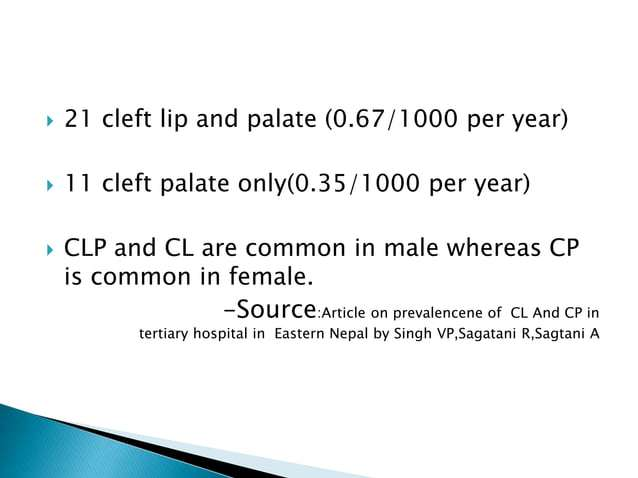 21 cleft lip and palate (0.67/1000 per year)
11 cleft palate only(0.35/1000 per year)
CLP and CL are common in male whereas CP
is common in female.
-Source:Article on prevalencene of CL And CP in
tertiary hospital in Eastern Nepal by Singh VP,Sagatani R,Sagtani A